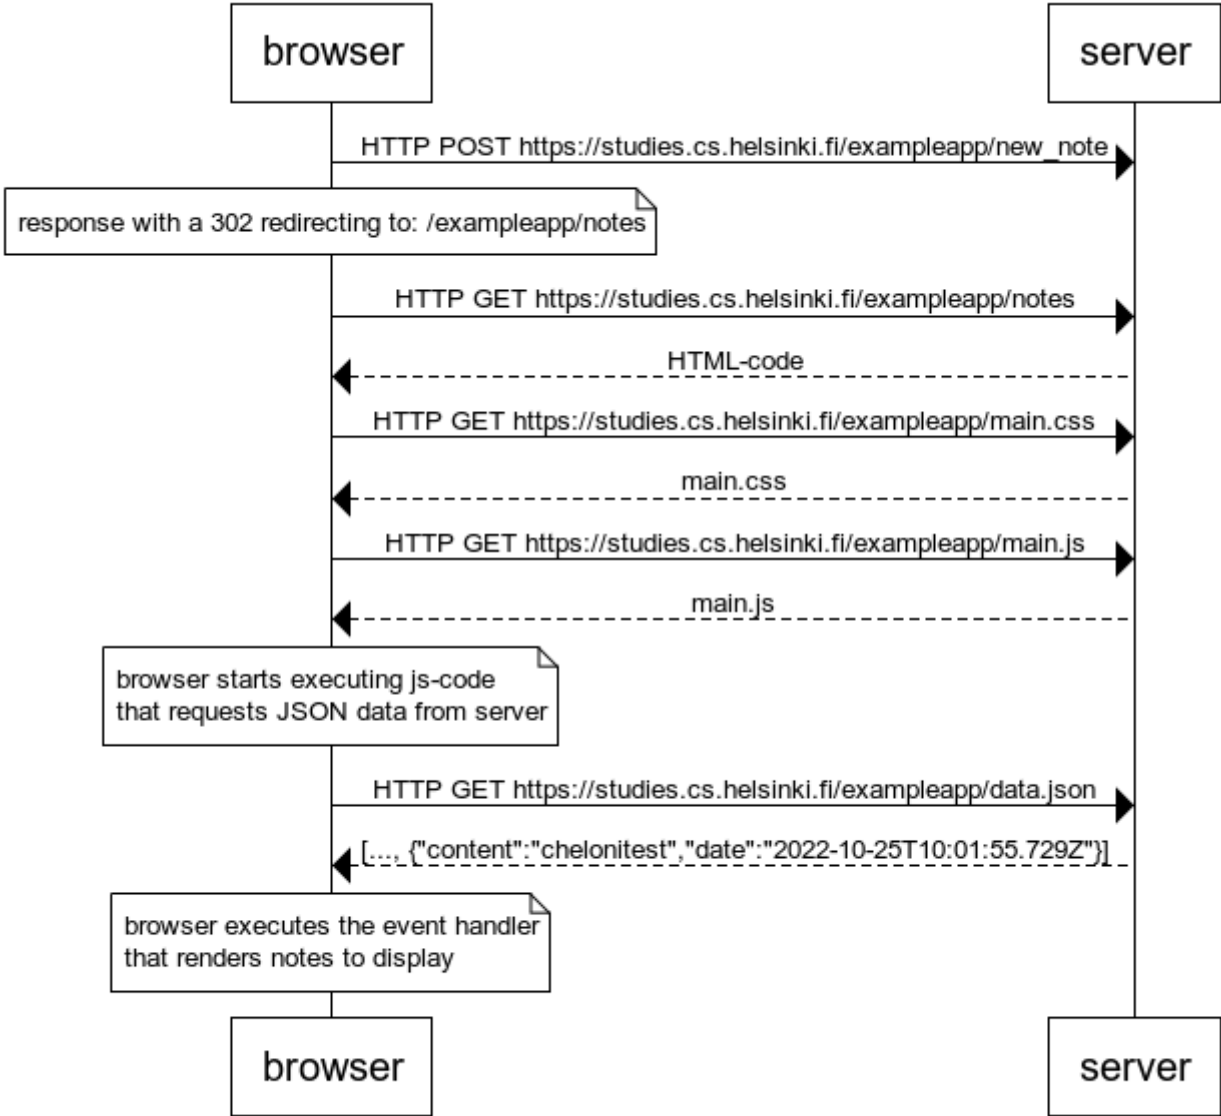 browser
server
HTTP POST https://studies.cs.helsinki.fi/exampleapp/new_note
response with a 302 redirecting to: /exampleapp/notes
HTTP GET https://studies.cs.helsinki.fi/exampleapp/notes
HTML-code
HTTP GET https://studies.cs.helsinki.fi/exampleapp/main.css
main.css
HTTP GET https://studies.cs.helsinki.fi/exampleapp/main.js
main.js
browser starts executing js-code
that requests JSON data from server
HTTP GET https://studies.cs.helsinki.fi/exampleapp/data.json
[..., {"content":"chelonitest","date":"2022-10-25T10:01:55.729Z"}]
browser executes the event handler
that renders notes to display
browser
server